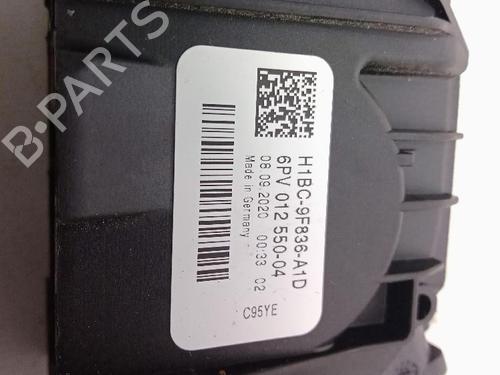 B-PARTS
H1BC-9F836-A1D
6PV 012 550-04
08.09.2020 00:33 02
Made in Germany
C95YE